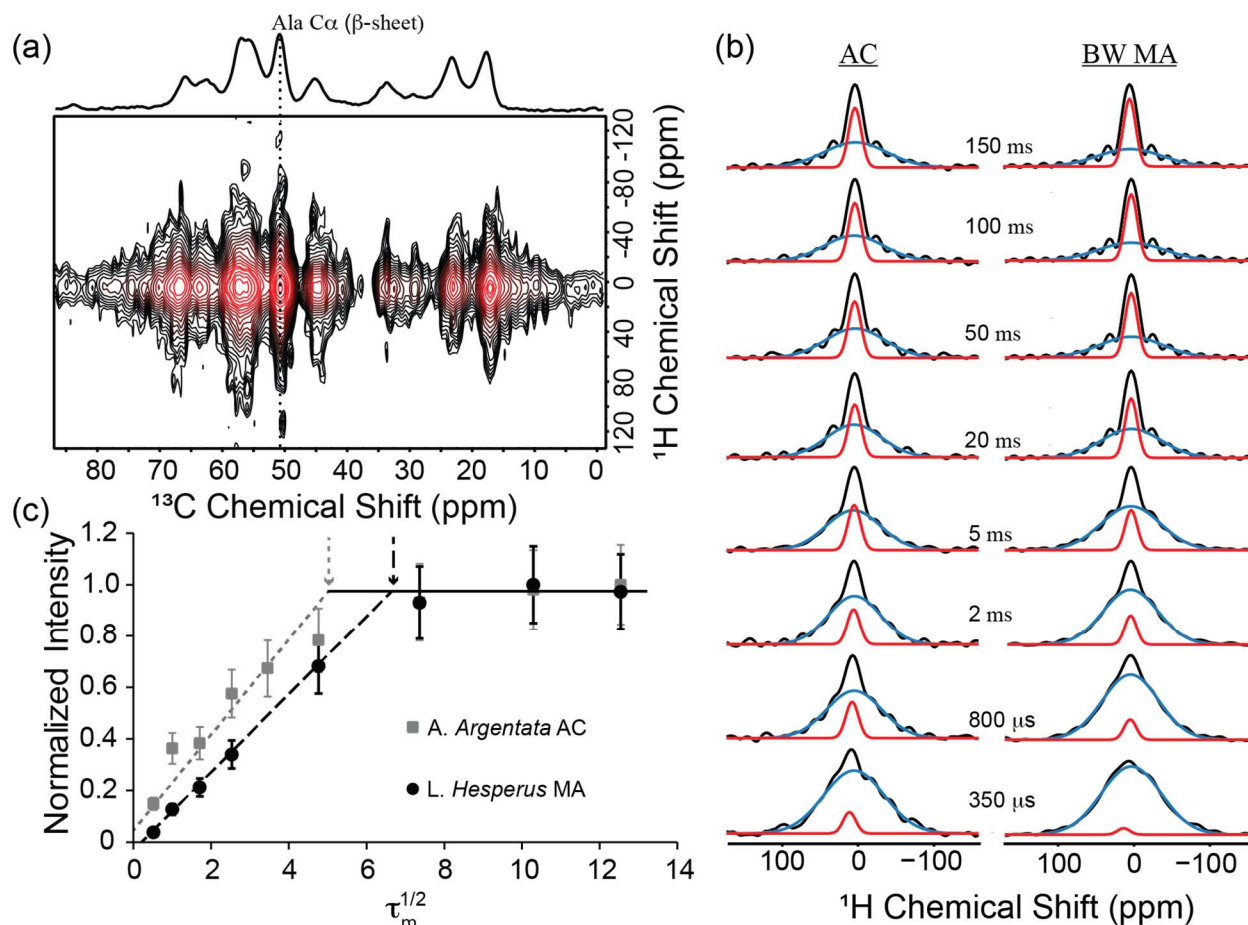 (a)
Ala Cα (β-sheet)
-120
-80
-40
0
40
80
120
¹H Chemical Shift (ppm)
80 70 60 50 40 30 20 10 0
¹³C Chemical Shift (ppm)
(b)
AC BW MA
150 ms
100 ms
50 ms
20 ms
5 ms
2 ms
800 μs
350 μs
100 0 -100 100 0 -100
¹H Chemical Shift (ppm)
(c)
1.2
1.0
0.8
0.6
0.4
0.2
0
Normalized Intensity
A. Argentata AC
L. Hesperus MA
0 2 4 6 8 10 12 14
τm1/2